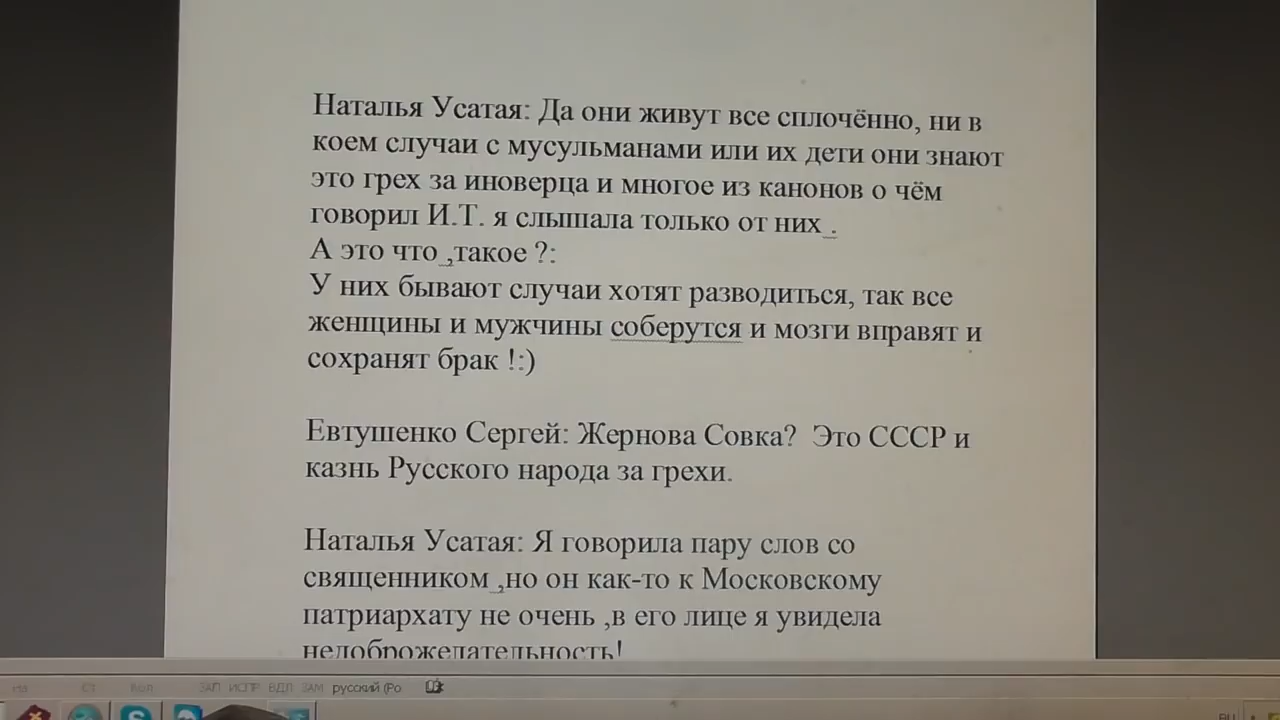 Наталья Усатая: Да они живут все сплочённо, ни в
коем случаи с мусульманами или их дети они знают
это грех за иноверца и многое из канонов о чём
говорил И.Т. я слышала только от них .
А это что ,такое ?:
У них бывают случаи хотят разводиться, так все
женщины и мужчины соберутся и мозги вправят и
сохранят брак !:)
Евтушенко Сергей: Жернова Совка?  Это СССР и
казнь Русского народа за грехи.
Наталья Усатая: Я говорила пару слов со
священником ,но он как-то к Московскому
патриархату не очень ,в его лице я увидела
недоброжелательность!
На Ст Кол ЗАП ИСПР ВДЛ ЗАМ русский (Ро
RU